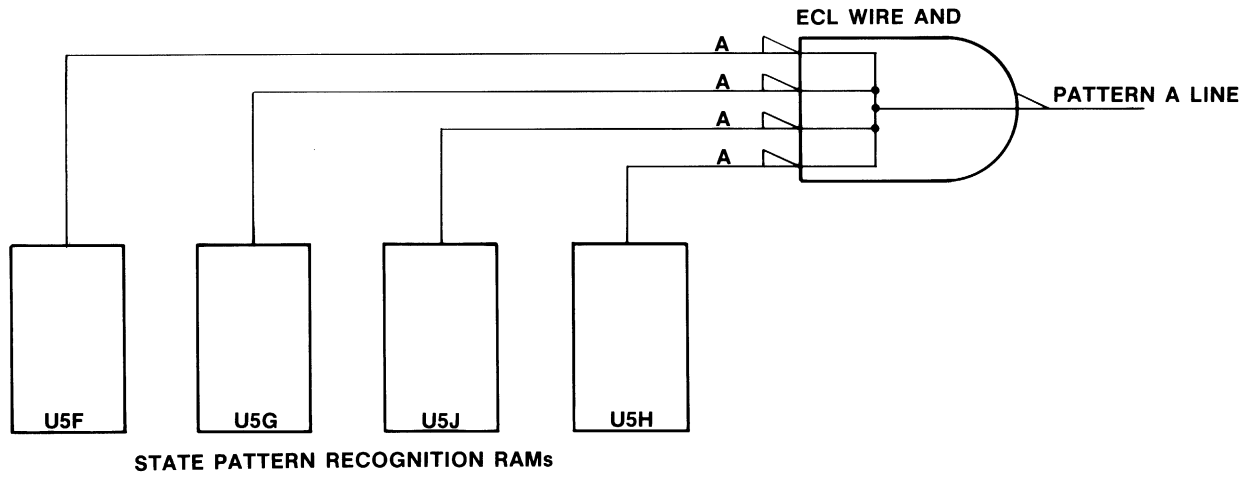 ECL WIRE AND
A
A
PATTERN A LINE
A
A
U5F
U5G
U5J
U5H
STATE PATTERN RECOGNITION RAMs